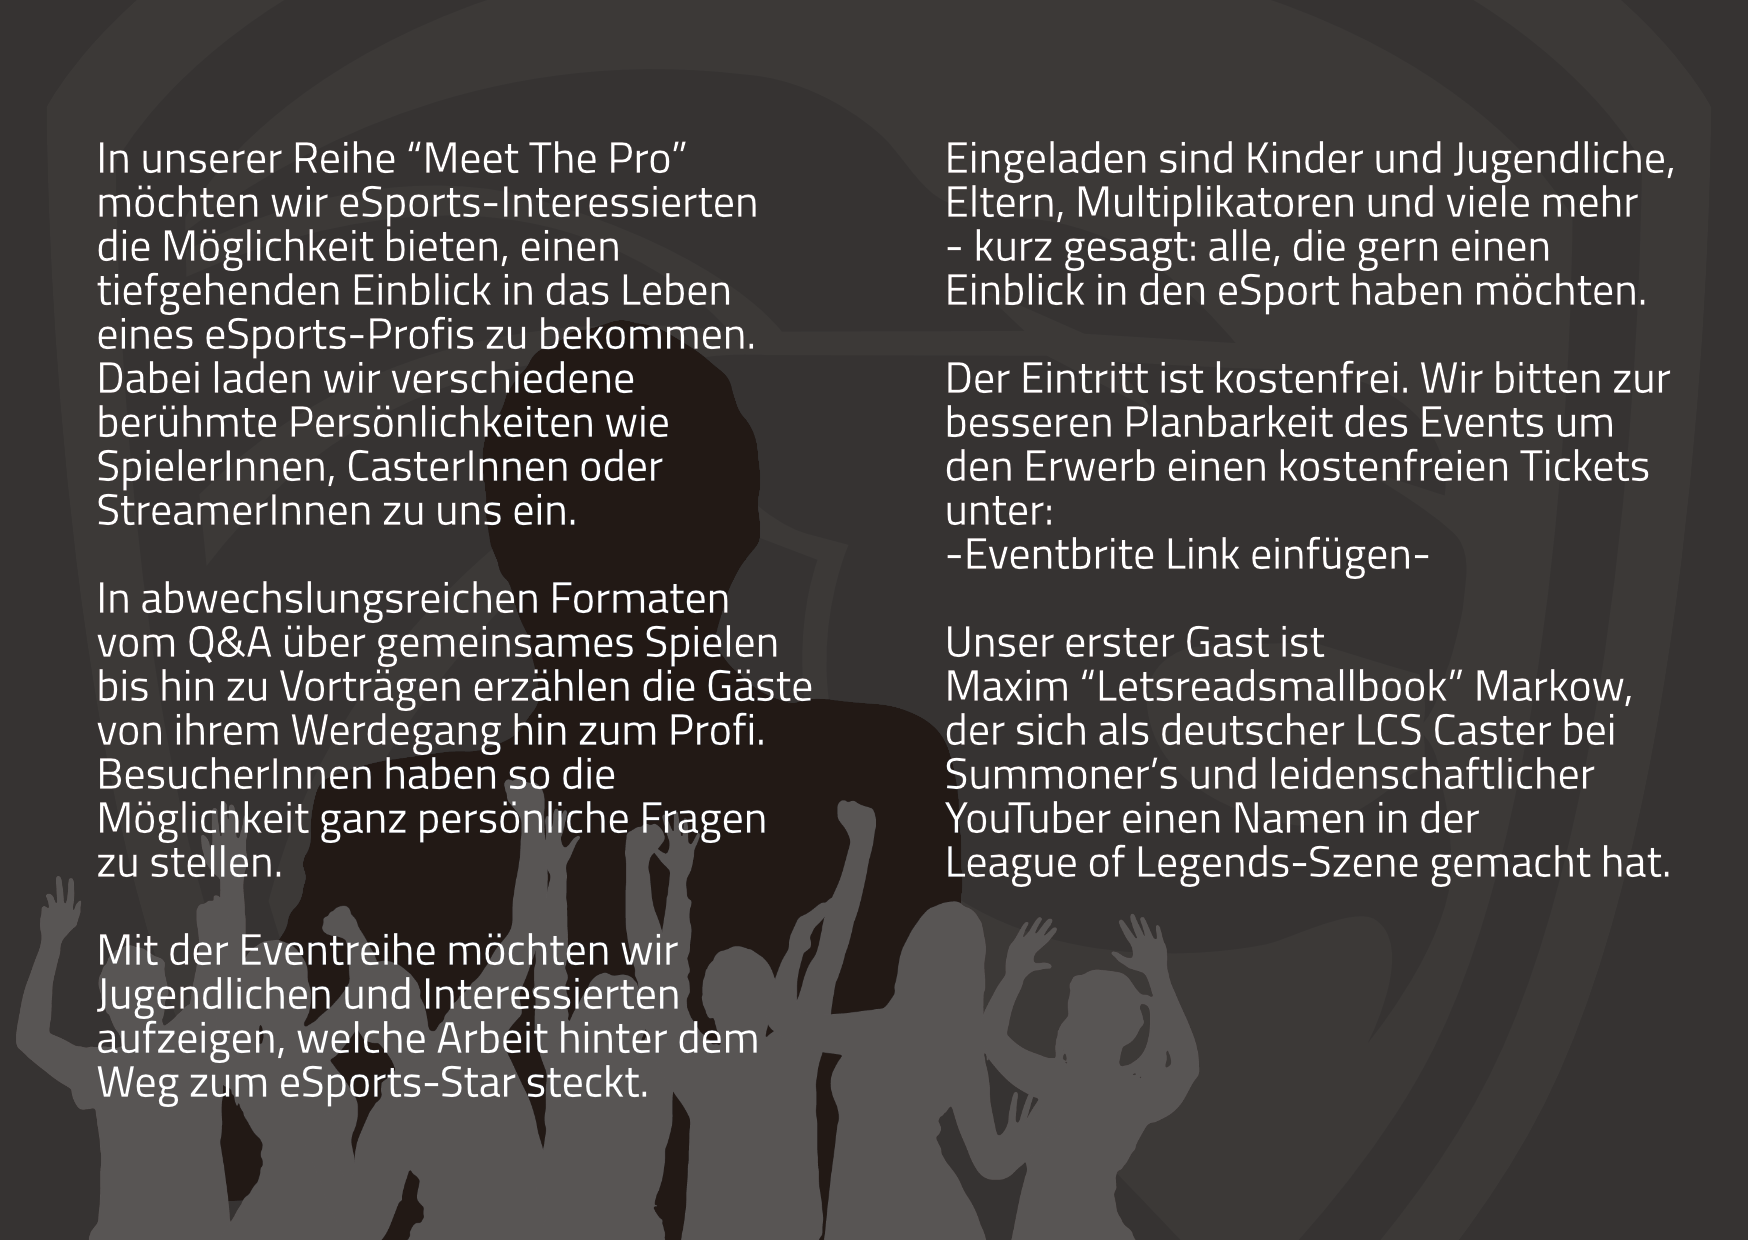 In unserer Reihe “Meet The Pro”
möchten wir eSports-Interessierten
die Möglichkeit bieten, einen
tiefgehenden Einblick in das Leben
eines eSports-Profis zu bekommen.
Dabei laden wir verschiedene
berühmte Persönlichkeiten wie
SpielerInnen, CasterInnen oder
StreamerInnen zu uns ein.

In abwechslungsreichen Formaten
vom Q&A über gemeinsames Spielen
bis hin zu Vorträgen erzählen die Gäste
von ihrem Werdegang hin zum Profi.
BesucherInnen haben so die
Möglichkeit ganz persönliche Fragen
zu stellen.

Mit der Eventreihe möchten wir
Jugendlichen und Interessierten
aufzeigen, welche Arbeit hinter dem
Weg zum eSports-Star steckt.

Eingeladen sind Kinder und Jugendliche,
Eltern, Multiplikatoren und viele mehr
- kurz gesagt: alle, die gern einen
Einblick in den eSport haben möchten.

Der Eintritt ist kostenfrei. Wir bitten zur
besseren Planbarkeit des Events um
den Erwerb einen kostenfreien Tickets
unter:
-Eventbrite Link einfügen-

Unser erster Gast ist
Maxim “Letsreadsmallbook” Markow,
der sich als deutscher LCS Caster bei
Summoner’s und leidenschaftlicher
YouTuber einen Namen in der
League of Legends-Szene gemacht hat.